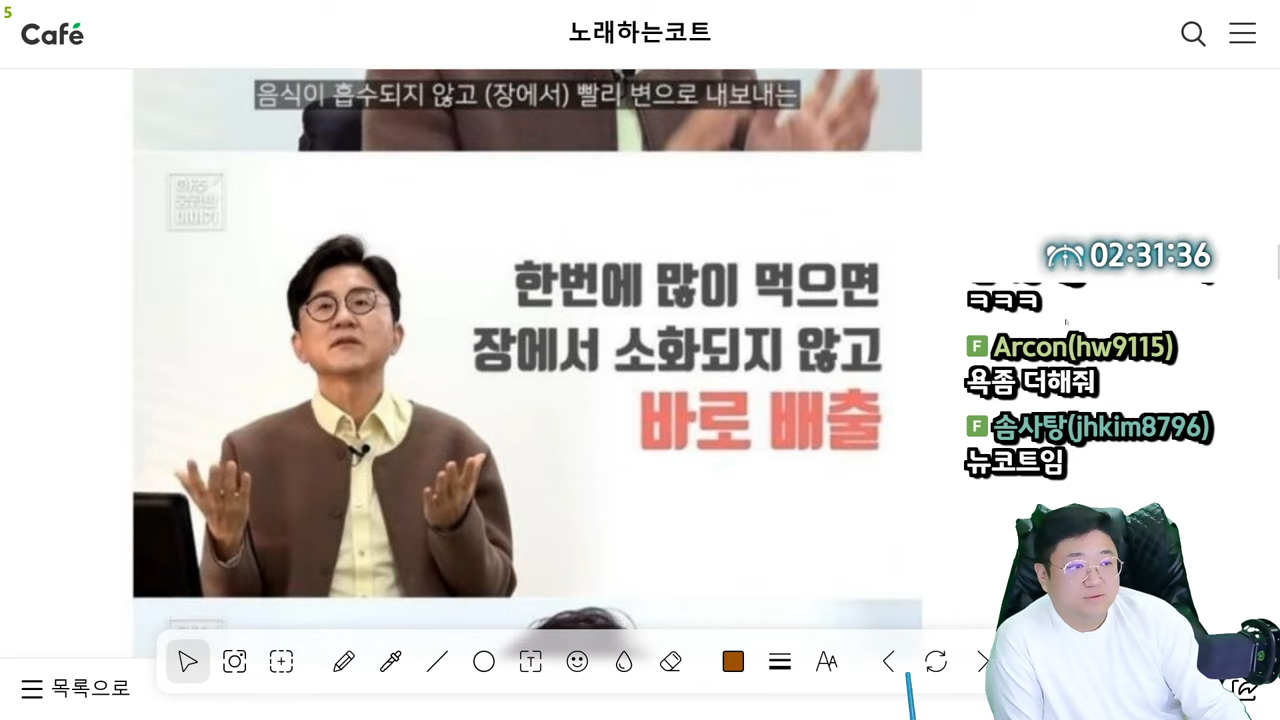 5
Café
노래하는코트
음식이 흡수되지 않고 (장에서) 빨리 변으로 내보내는
한번에 많이 먹으면
장에서 소화되지 않고
바로 배출
02:31:36
ㅋㅋㅋ
F Arcon(hw9115)
욕좀 더해줘
F 솜사탕(jhkim8796)
뉴코트임
T
AA
목록으로